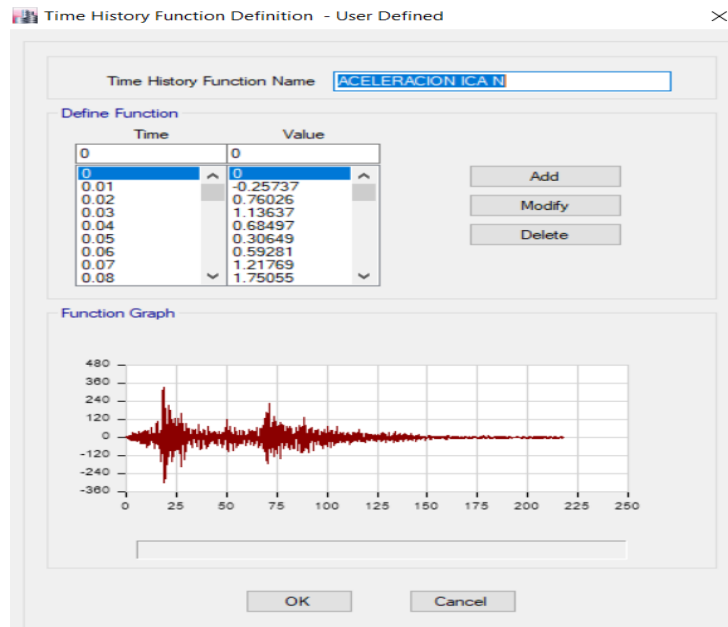 Time History Function Definition - User Defined
Time History Function Name ACELERACION ICA N
Define Function
Time Value
0 0
0 0
0.01 -0.25737
0.02 0.76026
0.03 1.13637
0.04 0.68497
0.05 0.30649
0.06 0.59281
0.07 1.21769
0.08 1.75055
Add
Modify
Delete
Function Graph
480
360
240
120
0
-120
-240
-360
0 25 50 75 100 125 150 175 200 225 250
OK Cancel